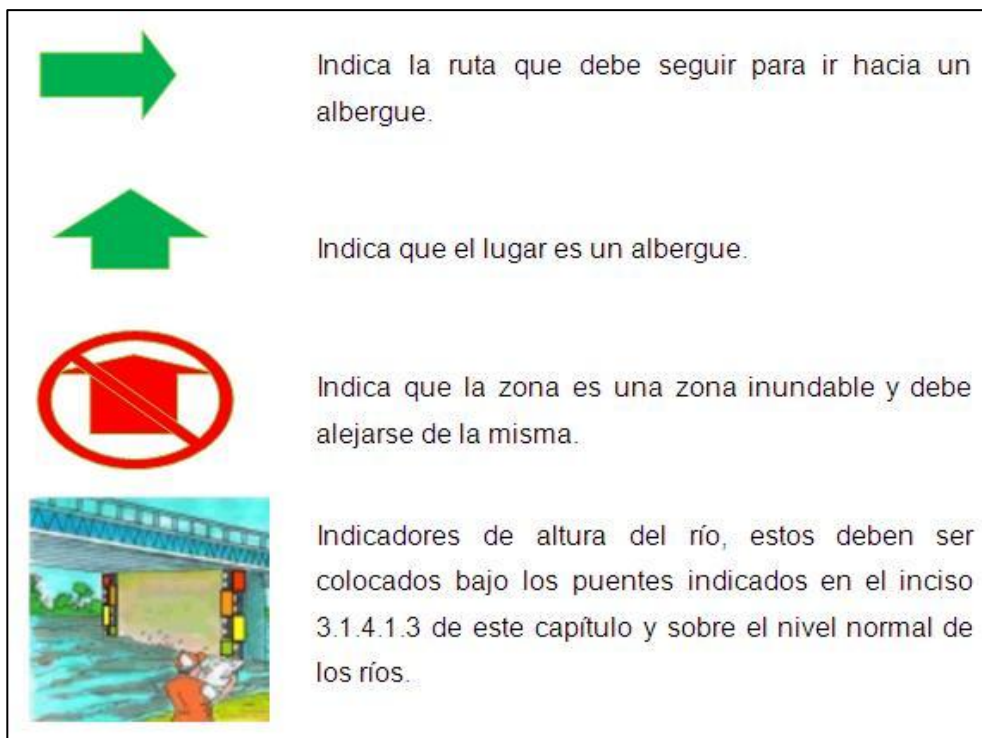 Indica la ruta que debe seguir para ir hacia un
albergue.
Indica que el lugar es un albergue.
Indica que la zona es una zona inundable y debe
alejarse de la misma.
Indicadores de altura del río, estos deben ser
colocados bajo los puentes indicados en el inciso
3.1.4.1.3 de este capítulo y sobre el nivel normal de
los ríos.